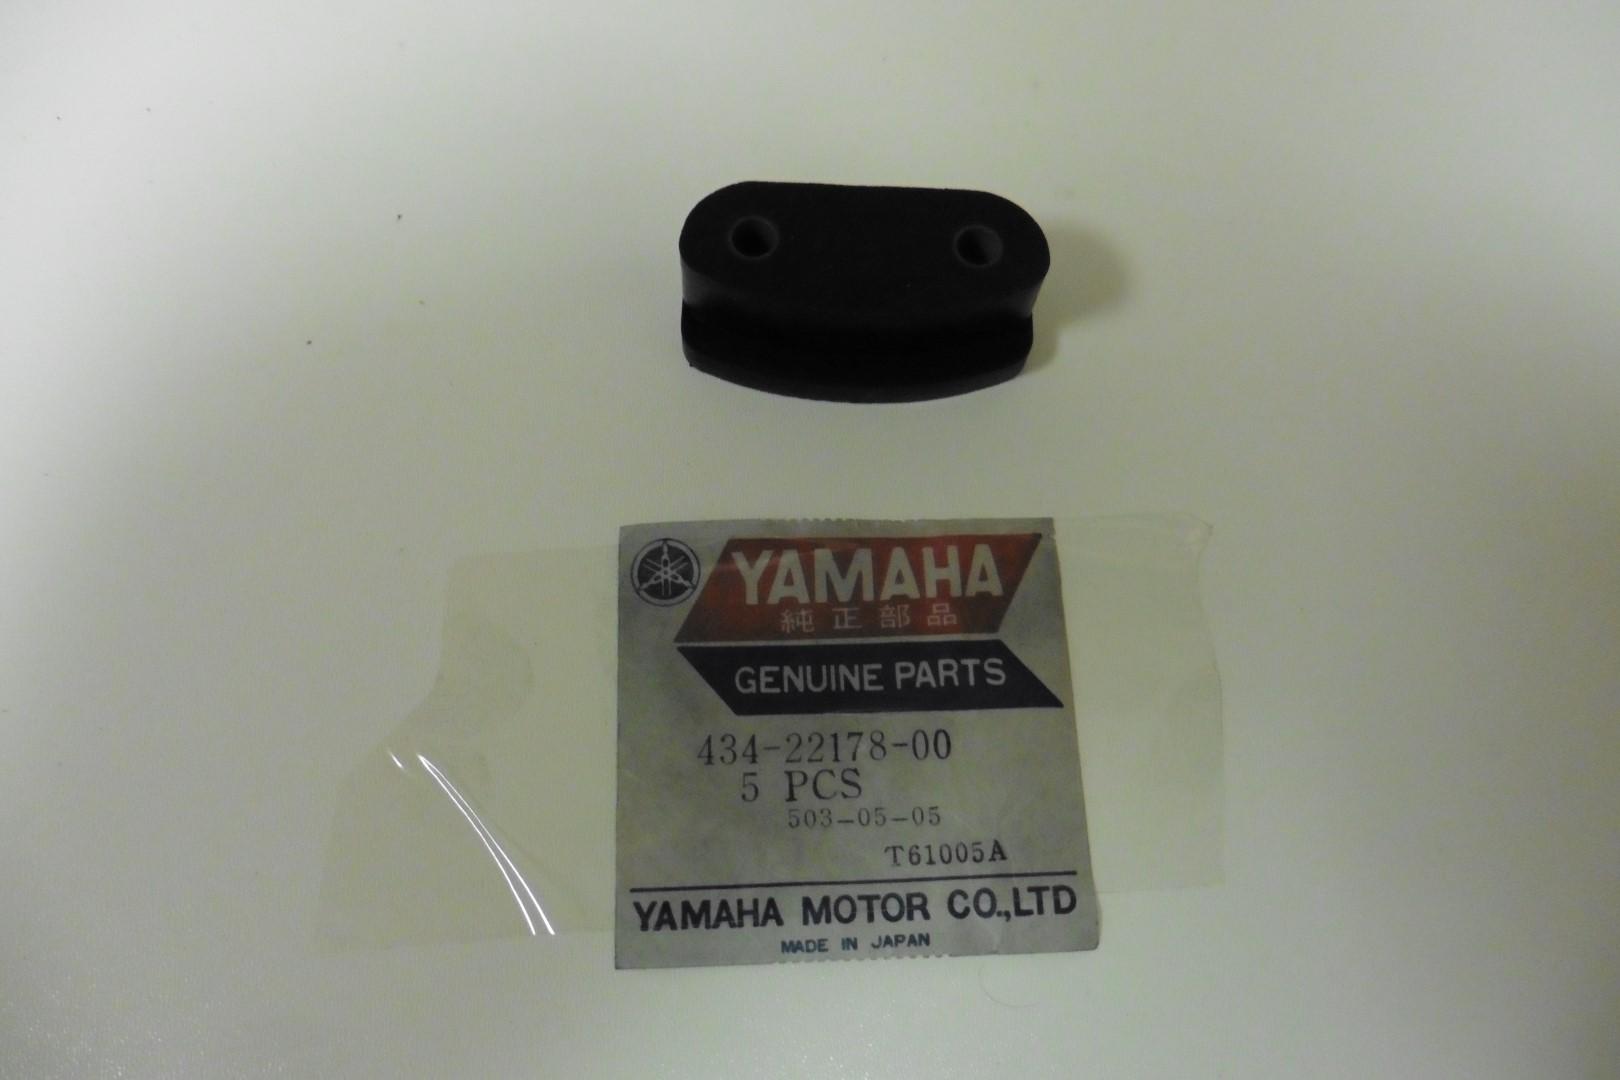 YAMAHA
純正部品
GENUINE PARTS
434-22178-00
5 PCS
503-05-05
T61005A
YAMAHA MOTOR CO.,LTD
MADE IN JAPAN